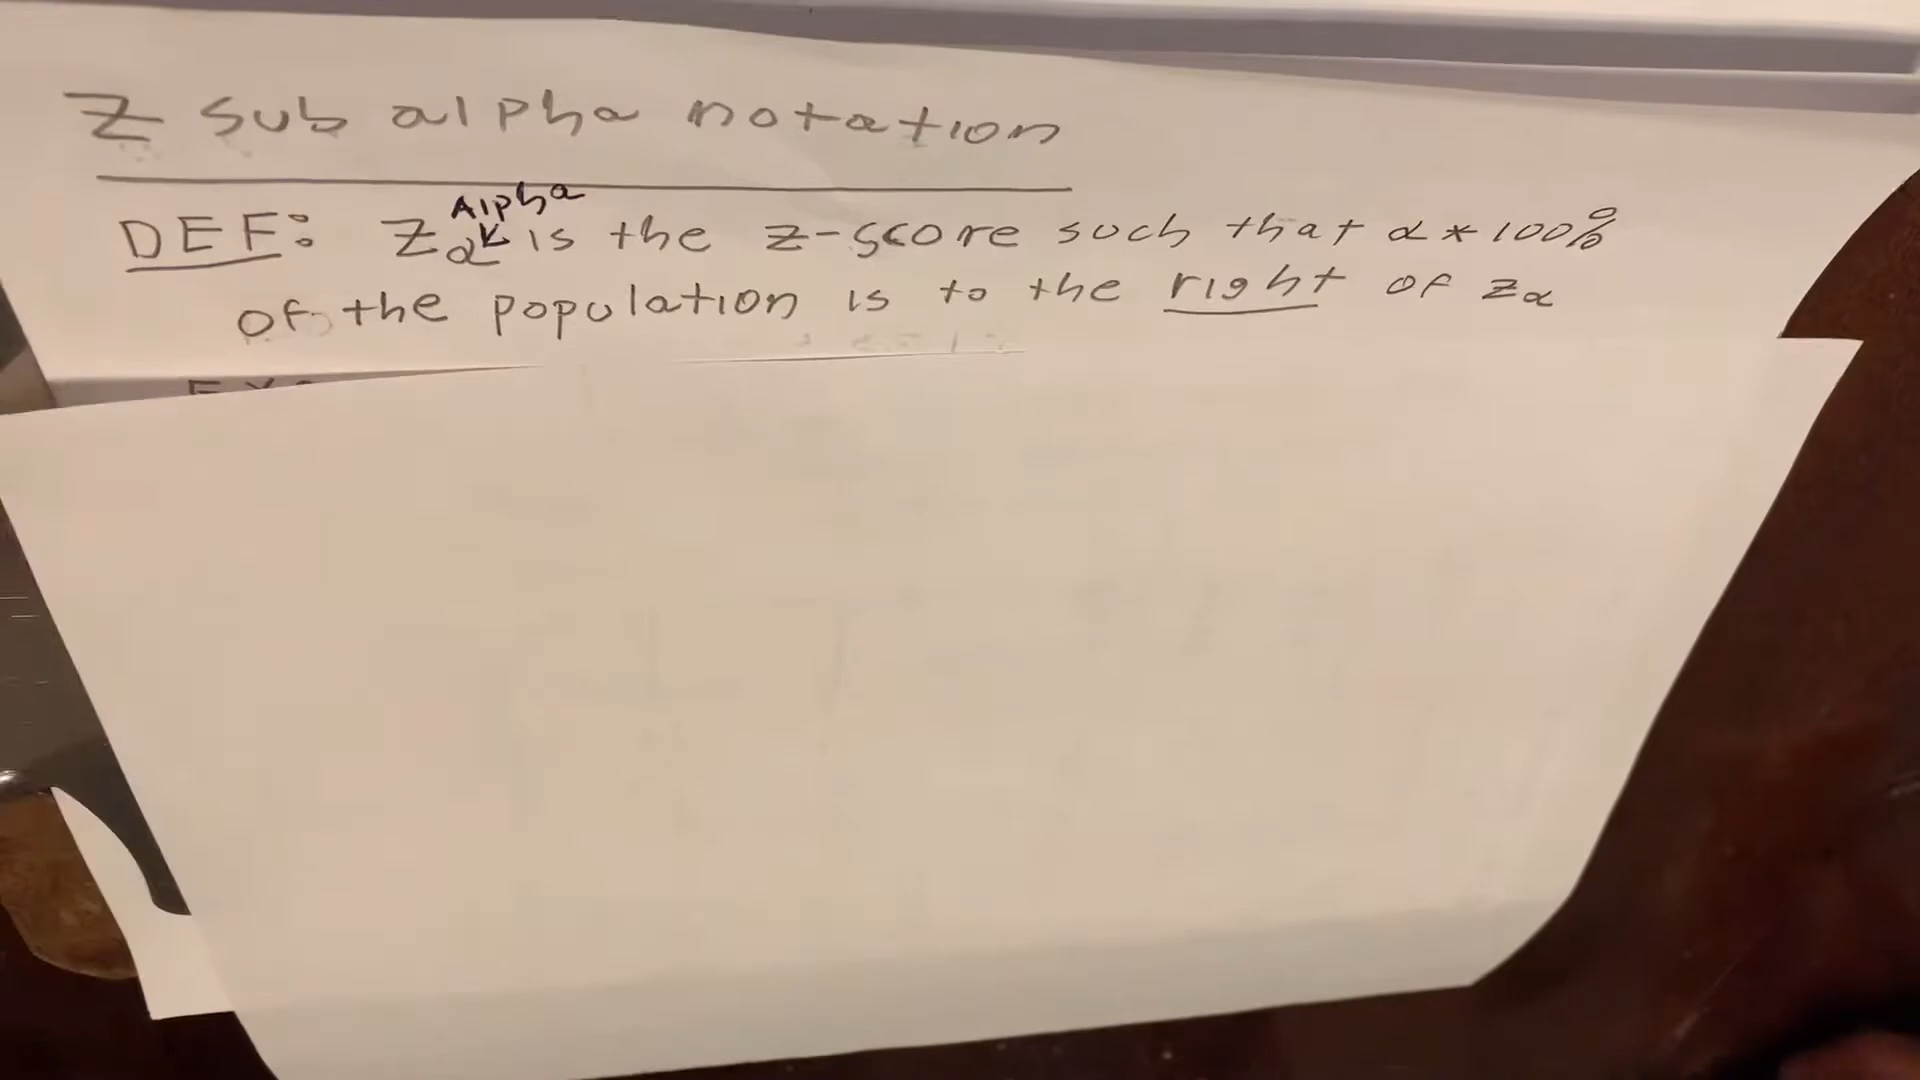 Z sub alpha notation
Alpha
DEF: Zα is the z-score such that α * 100%
of the population is to the right of zα